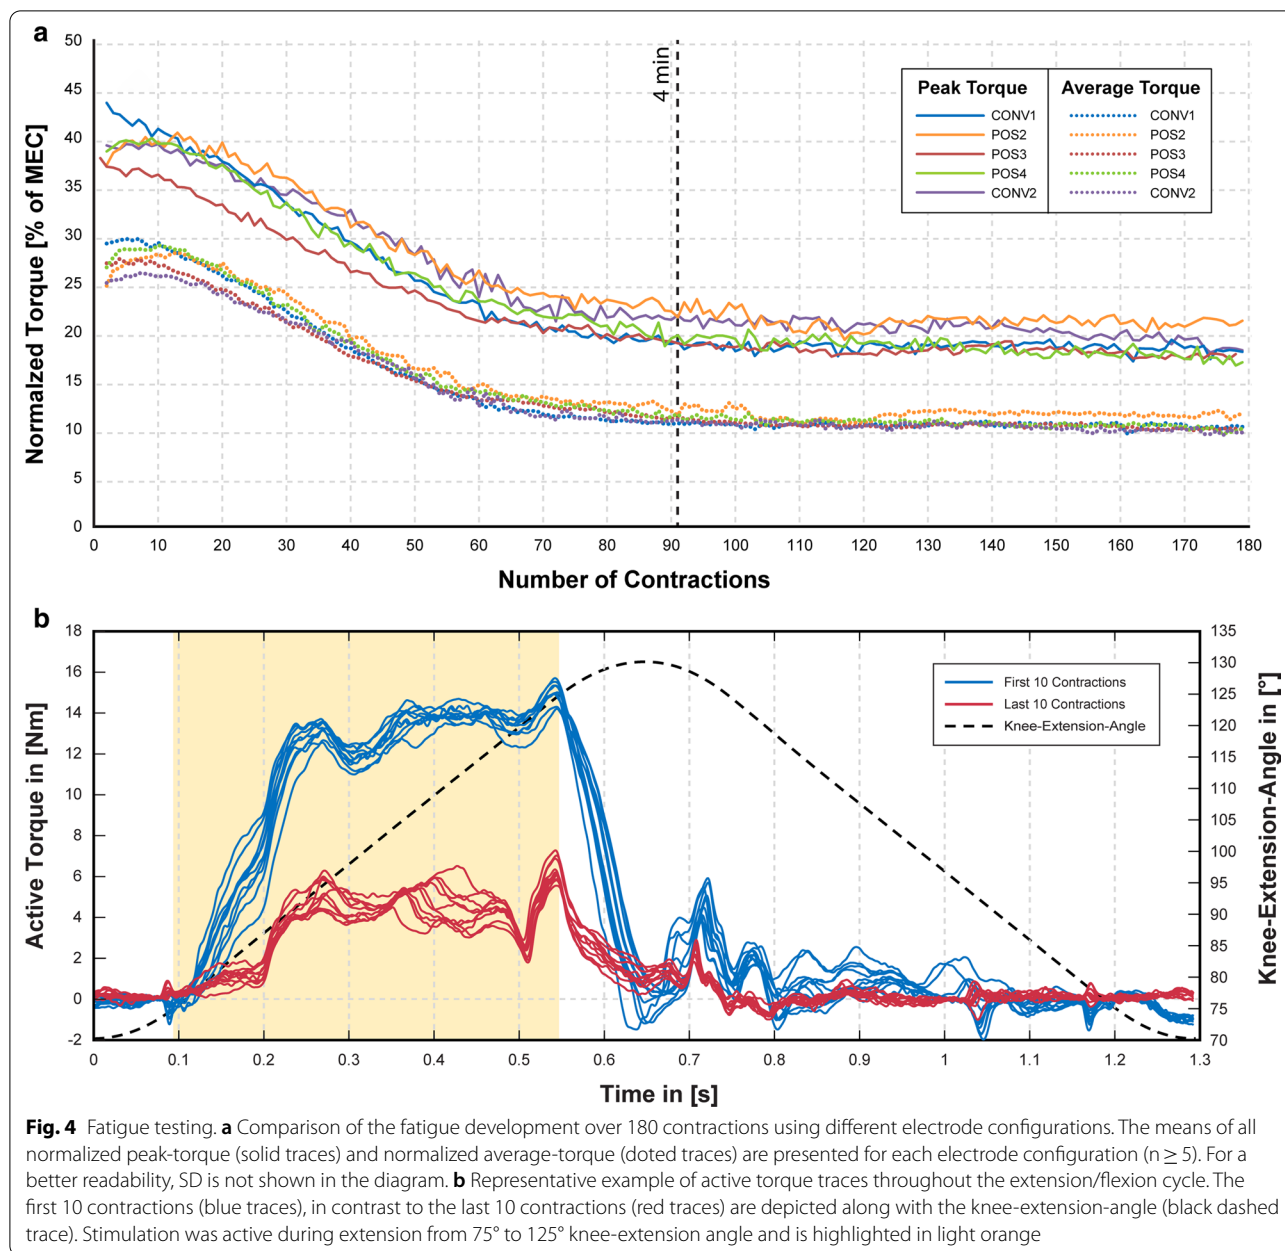 a
50
45
40
35
30
25
20
15
10
5
0
Normalzed Torque [% of MEC]
4 min
Peak Torque Average Torque
CONV1 CONV1
POS2 POS2
POS3 POS3
POS4 POS4
CONV2 CONV2
0 10 20 30 40 50 60 70 80 90 100 110 120 130 140 150 160 170 180
Number of Contractions
b
18
16
14
12
10
8
6
4
2
0
-2
Active Torque in [Nm]
First 10 Contractions
Last 10 Contractions
Knee-Extension-Angle
135
130
125
120
115
110
105
100
95
90
85
80
75
70
Knee-Extension-Angle in [°]
0 0.1 0.2 0.3 0.4 0.5 0.6 0.7 0.8 0.9 1 1.1 1.2 1.3
Time in [s]
Fig. 4 Fatigue testing. a Comparison of the fatigue development over 180 contractions using different electrode configurations. The means of all
normalized peak-torque (solid traces) and normalized average-torque (doted traces) are presented for each electrode configuration (n ≥ 5). For a
better readability, SD is not shown in the diagram. b Representative example of active torque traces throughout the extension/flexion cycle. The
first 10 contractions (blue traces), in contrast to the last 10 contractions (red traces) are depicted along with the knee-extension-angle (black dashed
trace). Stimulation was active during extension from 75° to 125° knee-extension angle and is highlighted in light orange